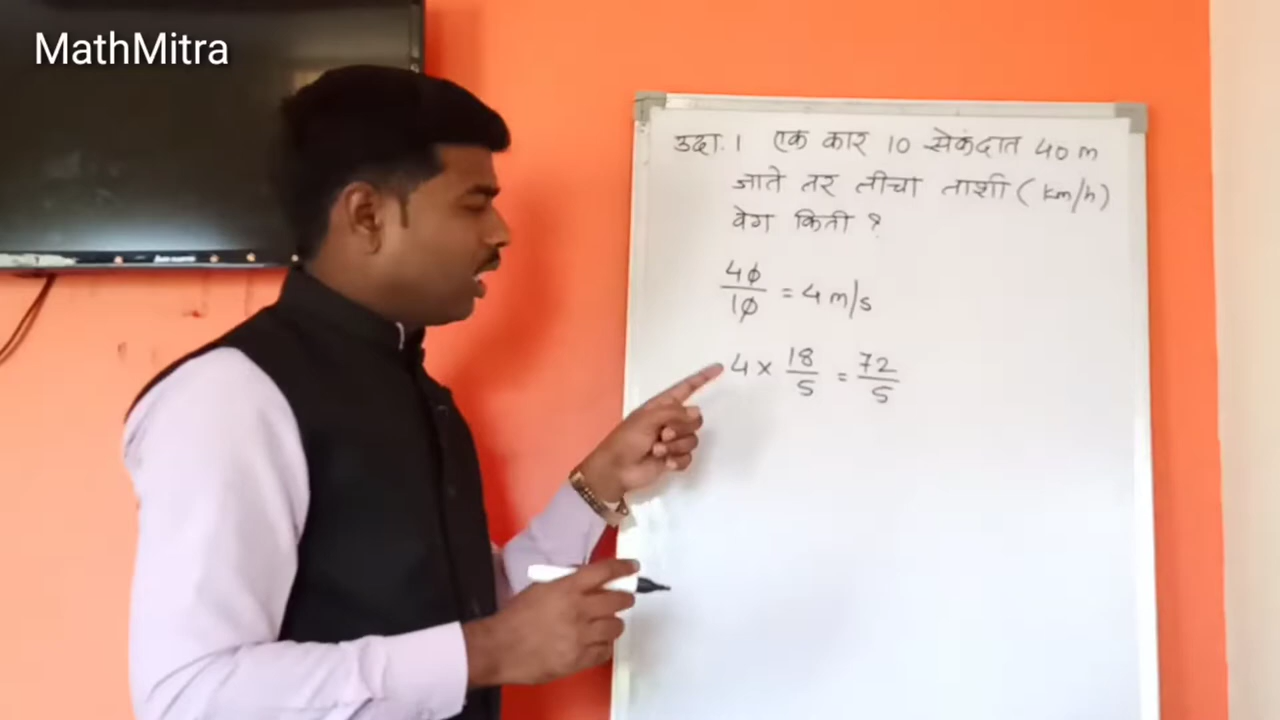 MathMitra
उदा. 1 एक कार 10 सेकंदात 40 m
जाते तर तीचा ताशी ( km/h )
वेग किती ?
40/10 = 4 m/s
4 × 18/5 = 72/5